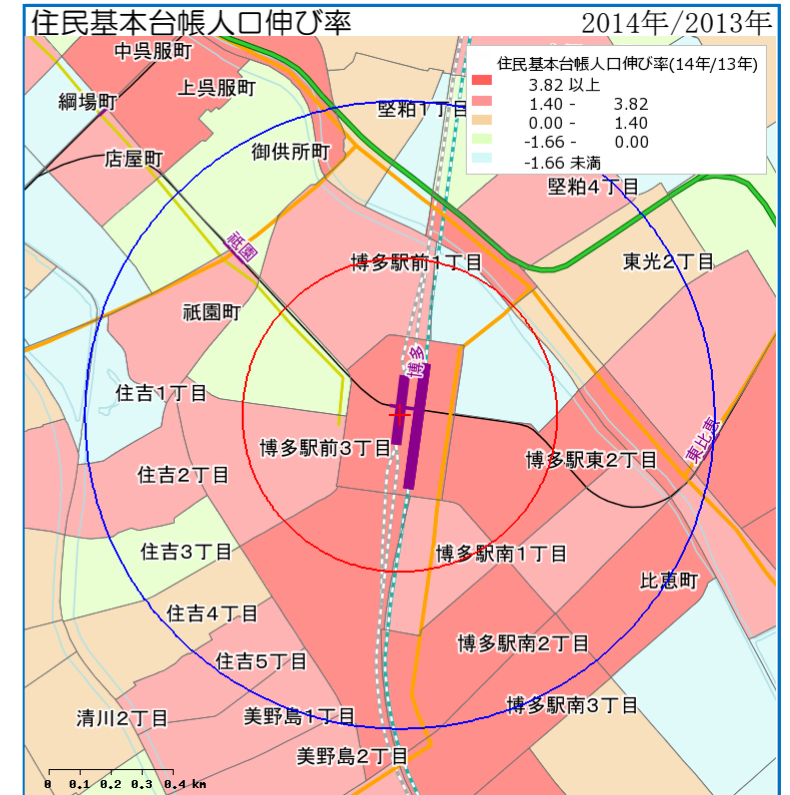 住民基本台帳人口伸び率
2014年/2013年
住民基本台帳人口伸び率(14年/13年)
3.82 以上
1.40 - 3.82
0.00 - 1.40
-1.66 - 0.00
-1.66 未満
中呉服町
上呉服町
綱場町
堅粕1丁目
店屋町
御供所町
堅粕4丁目
祇園
博多駅前1丁目
東光2丁目
祇園町
博多
住吉1丁目
博多駅前3丁目
東比恵
博多駅東2丁目
住吉2丁目
住吉3丁目
博多駅南1丁目
比恵町
住吉4丁目
博多駅南2丁目
住吉5丁目
博多駅南3丁目
清川2丁目
美野島1丁目
美野島2丁目
0 0.1 0.2 0.3 0.4 km